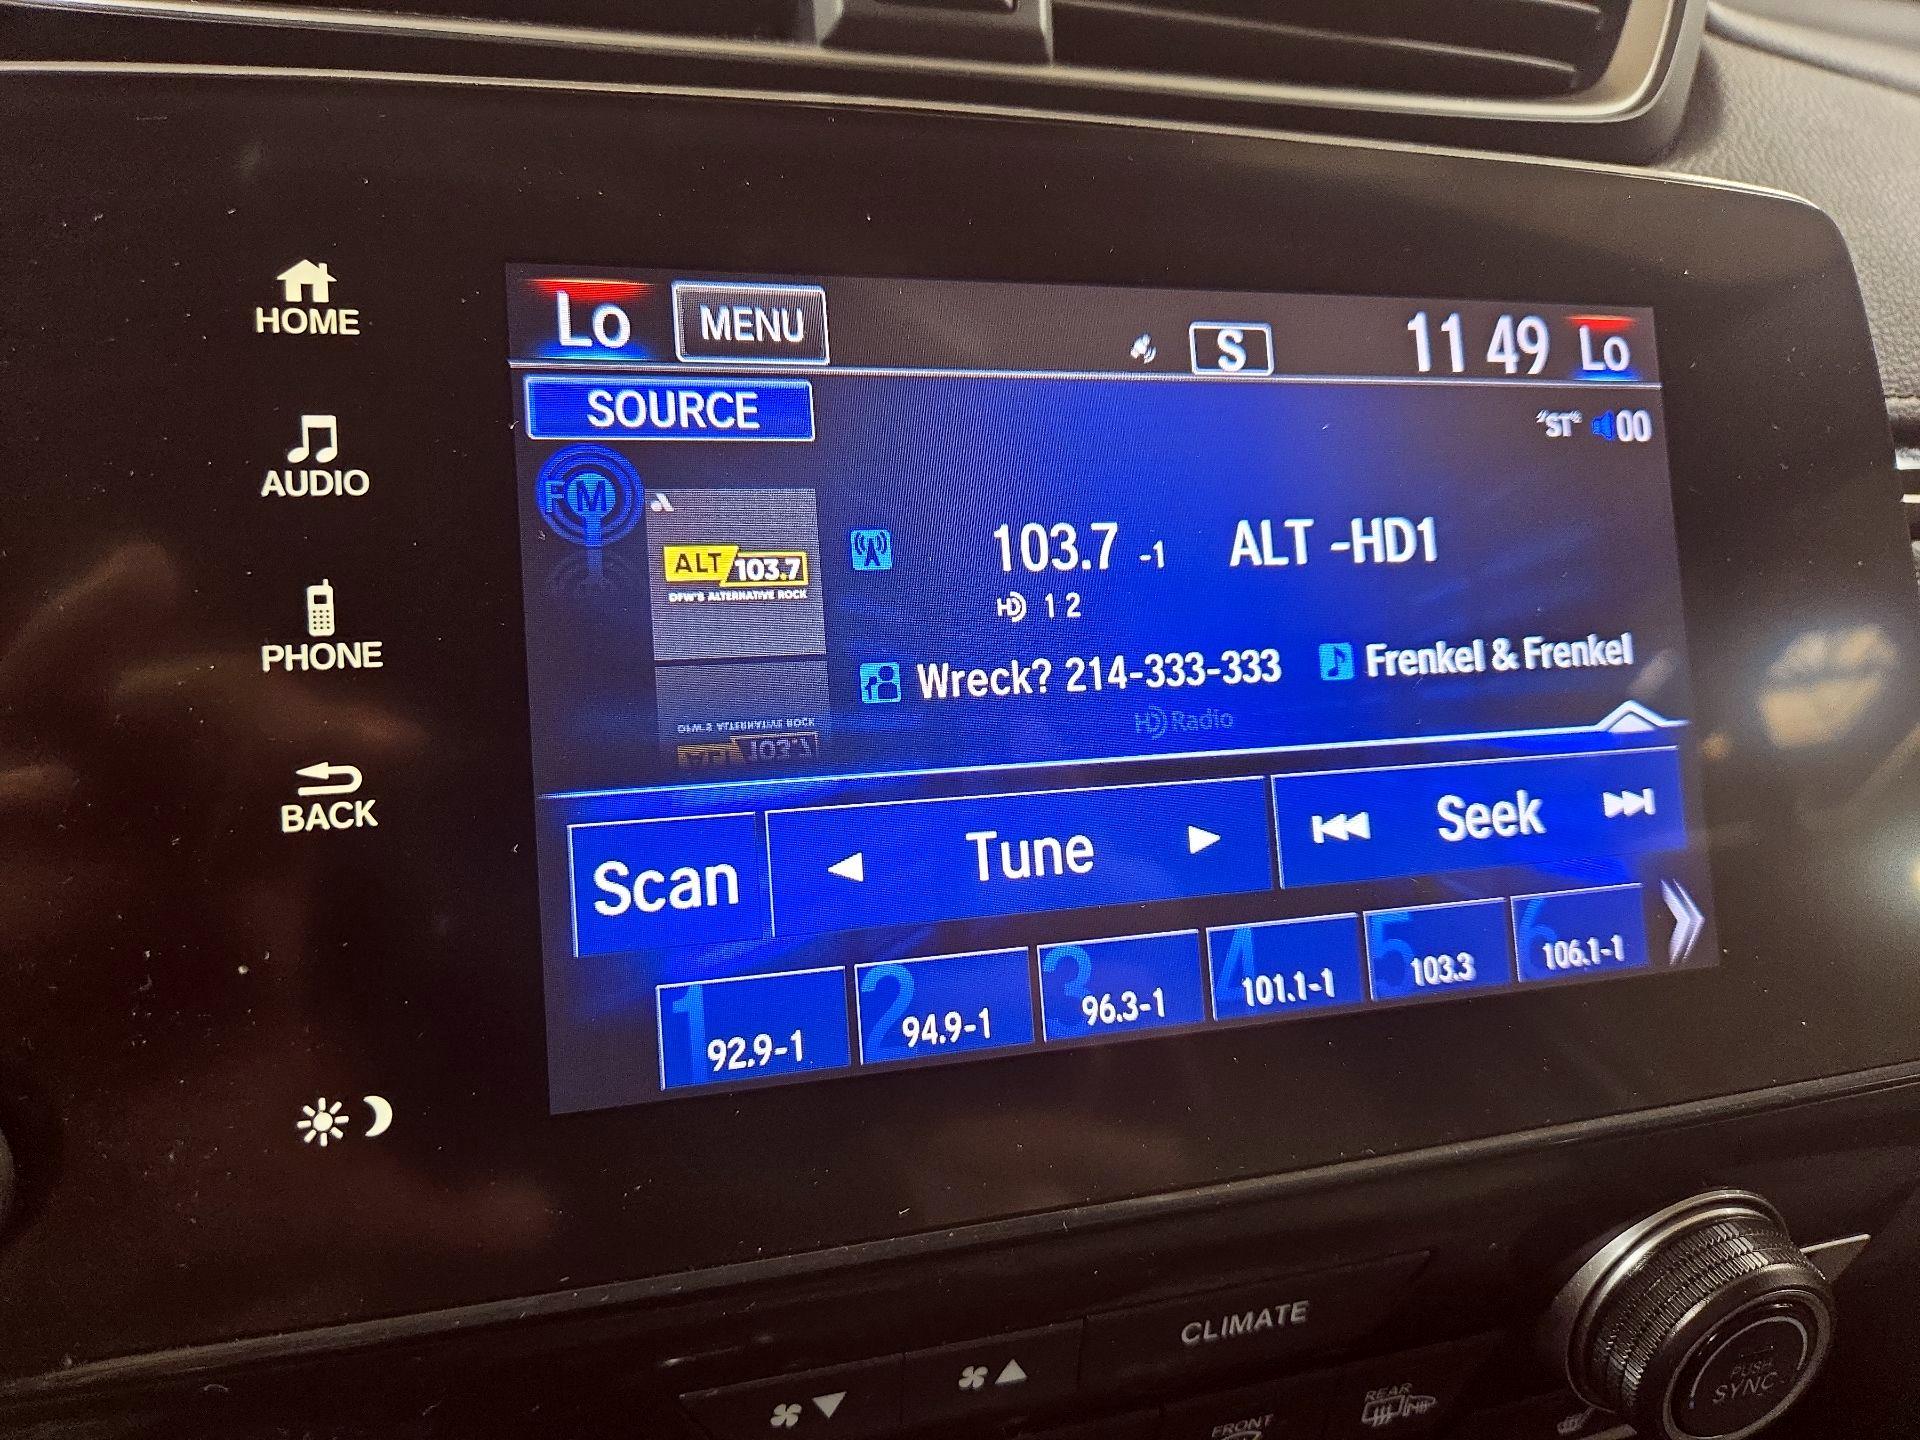 HOME
AUDIO
PHONE
BACK
Lo MENU S 11 49 Lo
SOURCE
"ST" 00
FM
ALT 103.7
DFW'S ALTERNATIVE ROCK
103.7 -1 ALT -HD1
HD 1 2
Wreck? 214-333-333 Frenkel & Frenkel
HD Radio
Scan Tune Seek
1 92.9-1
2 94.9-1
3 96.3-1
4 101.1-1
5 103.3
6 106.1-1
CLIMATE
FRONT
REAR
PUSH
SYNC